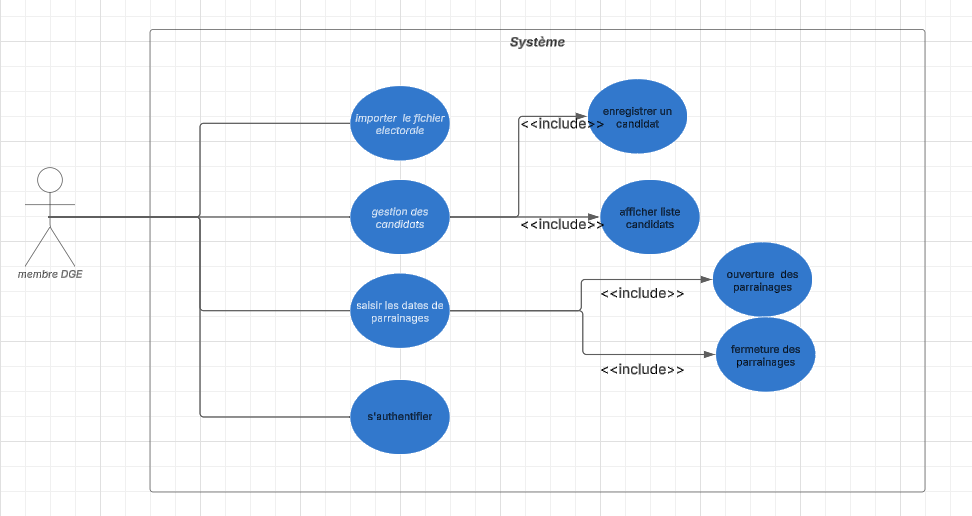 Système
importer le fichier
electorale
enregistrer un
candidat
<<include>>
gestion des
candidats
afficher liste
candidats
<<include>>
membre DGE
saisir les dates de
parrainages
ouverture des
parrainages
<<include>>
fermeture des
parrainages
<<include>>
s'authentifier